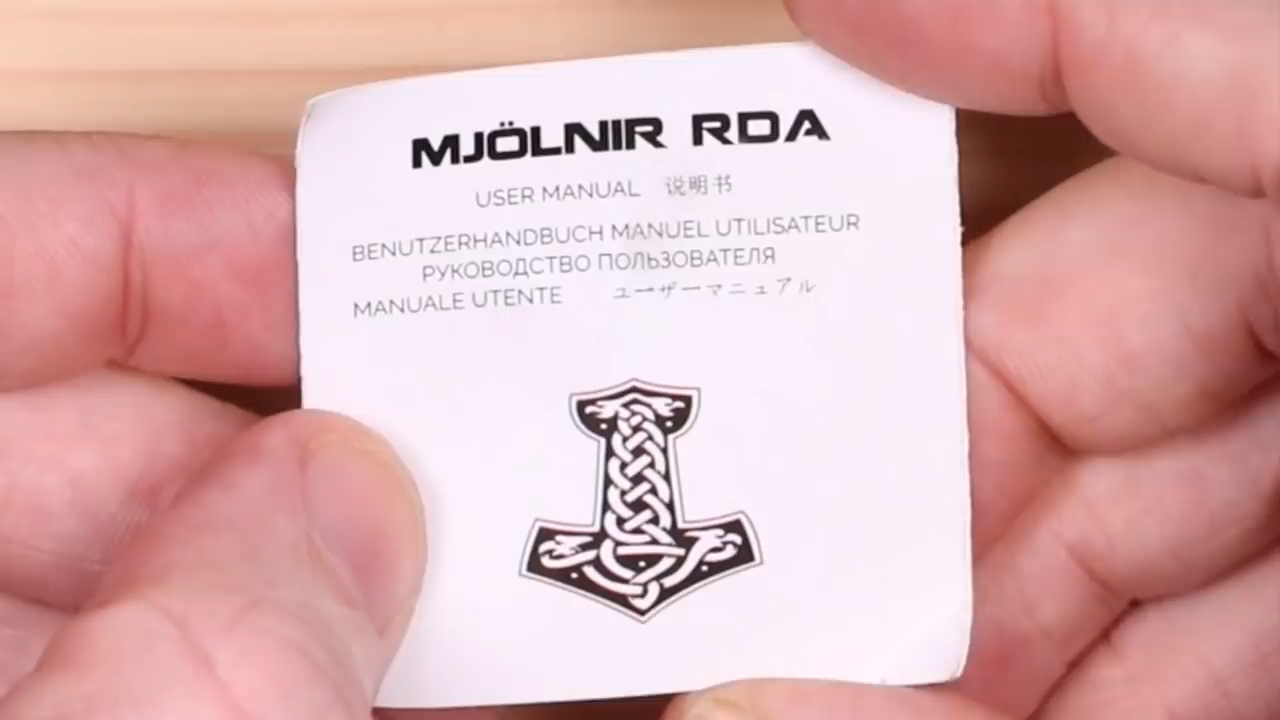 MJÖLNIR RDA
USER MANUAL 说明书
BENUTZERHANDBUCH MANUEL UTILISATEUR
РУКОВОДСТВО ПОЛЬЗОВАТЕЛЯ
MANUALE UTENTE ユーザーマニュアル